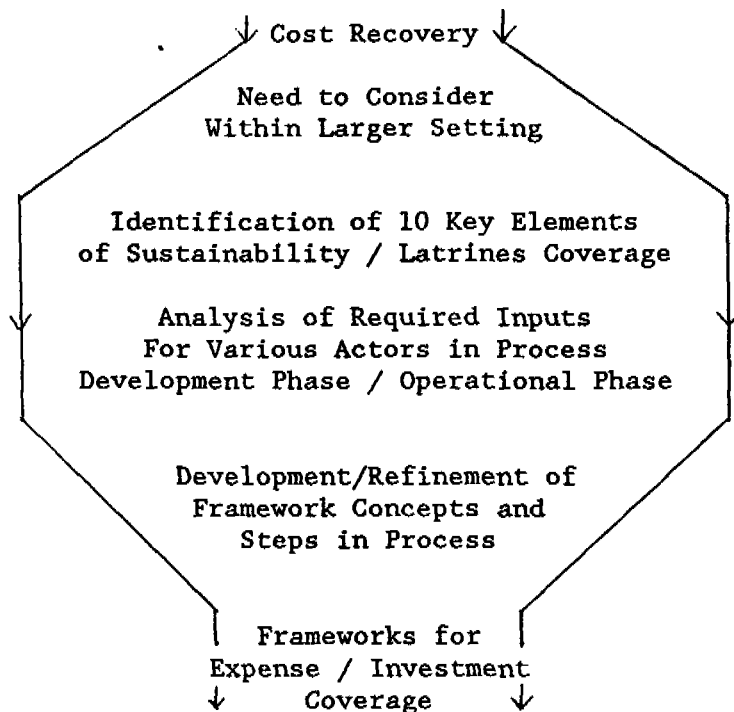 Cost Recovery
Need to Consider
Within Larger Setting
Identification of 10 Key Elements
of Sustainability / Latrines Coverage
Analysis of Required Inputs
For Various Actors in Process
Development Phase / Operational Phase
Development/Refinement of
Framework Concepts and
Steps in Process
Frameworks for
Expense / Investment
Coverage